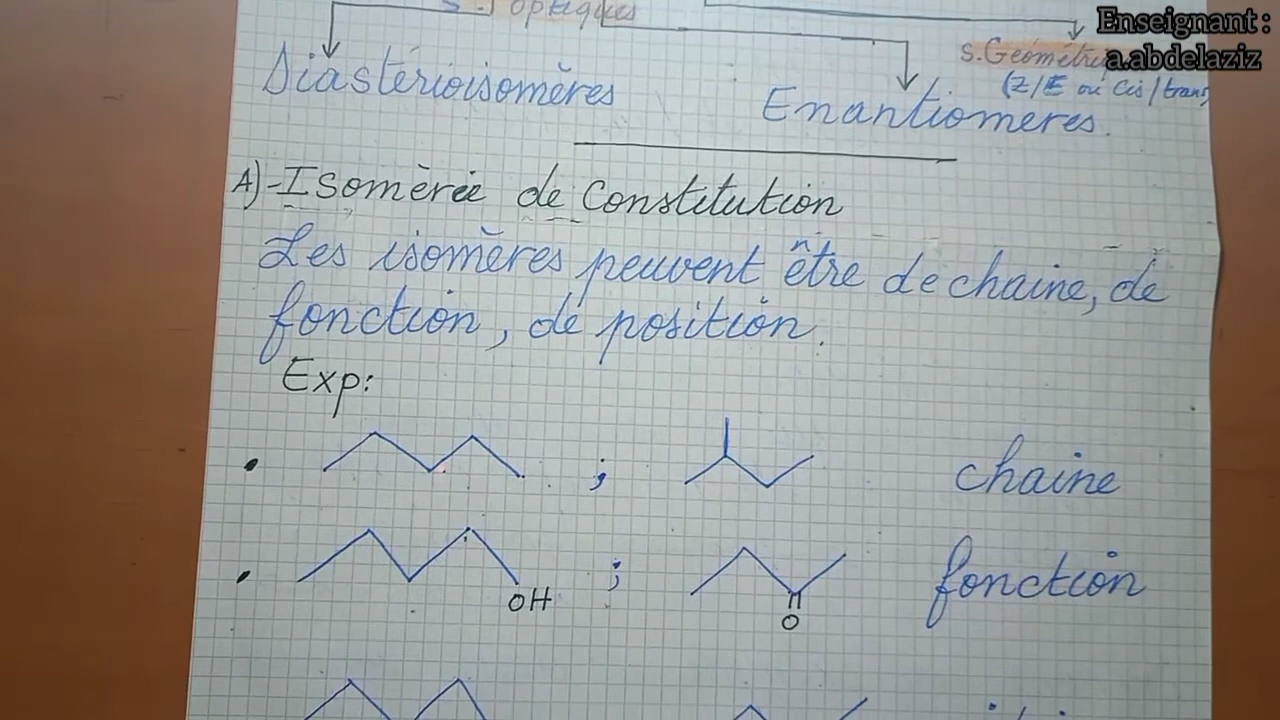 optiques
Enseignant :
a.abdelaziz
S. Géométri
(Z/E ou Cis/trans
Diastérioisomères
Enantiomeres.
A)-Isomèrie de Constitution
Les isomères peuvent être de chaine, de
fonction, de position.
Exp:
; chaine
OH ; O fonction